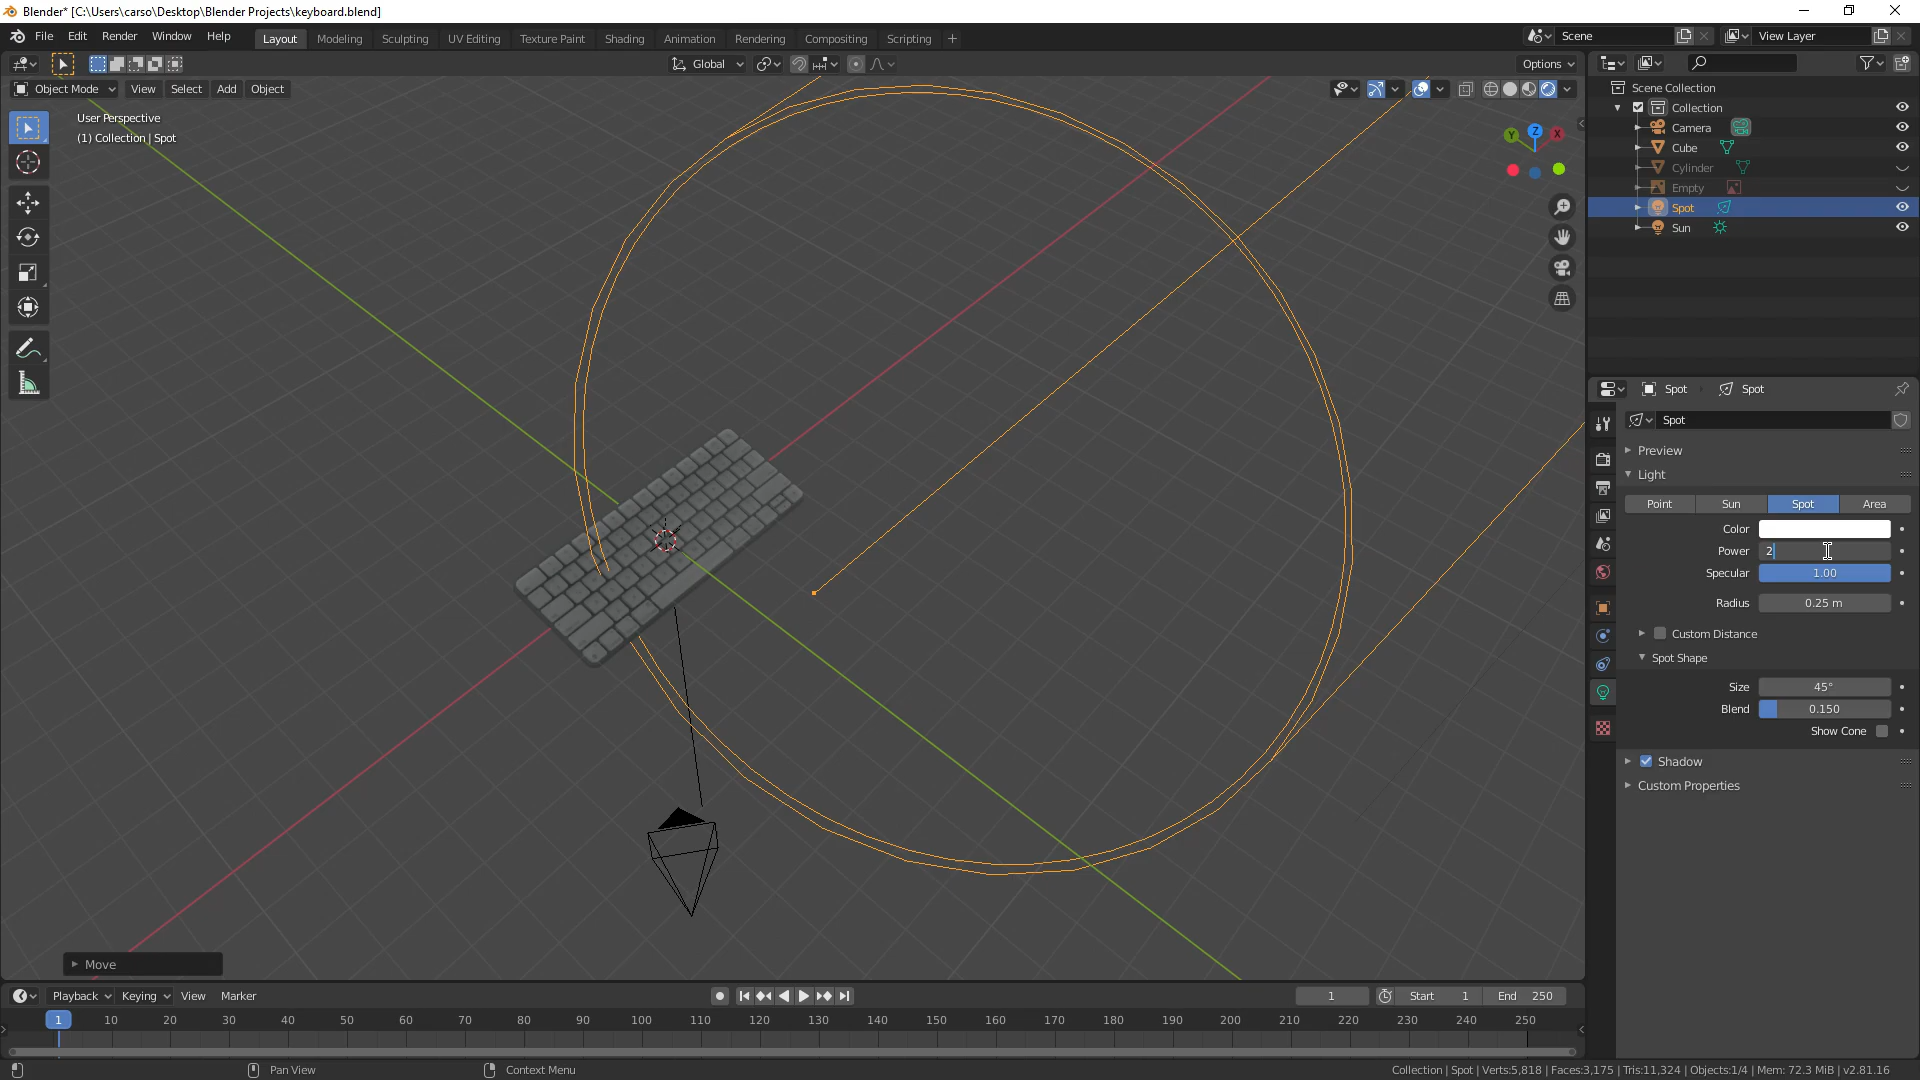 Blender* [C:\Users\carso\Desktop\Blender Projects\keyboard.blend]
File Edit Render Window Help Layout Modeling Sculpting UV Editing Texture Paint Shading Animation Rendering Compositing Scripting + Scene View Layer
Global Options
Object Mode View Select Add Object
User Perspective
(1) Collection | Spot
Y Z X
Move
Scene Collection
Collection
Camera
Cube
Cylinder
Empty
Spot
Sun
Spot Spot
Spot
Preview
Light
Point Sun Spot Area
Color
Power 2
Specular 1.00
Radius 0.25 m
Custom Distance
Spot Shape
Size 45°
Blend 0.150
Show Cone
Shadow
Custom Properties
Playback Keying View Marker 1 Start 1 End 250
1 10 20 30 40 50 60 70 80 90 100 110 120 130 140 150 160 170 180 190 200 210 220 230 240 250
Pan View Context Menu Collection | Spot | Verts:5,818 | Faces:3,175 | Tris:11,324 | Objects:1/4 | Mem: 72.3 MiB | v2.81.16